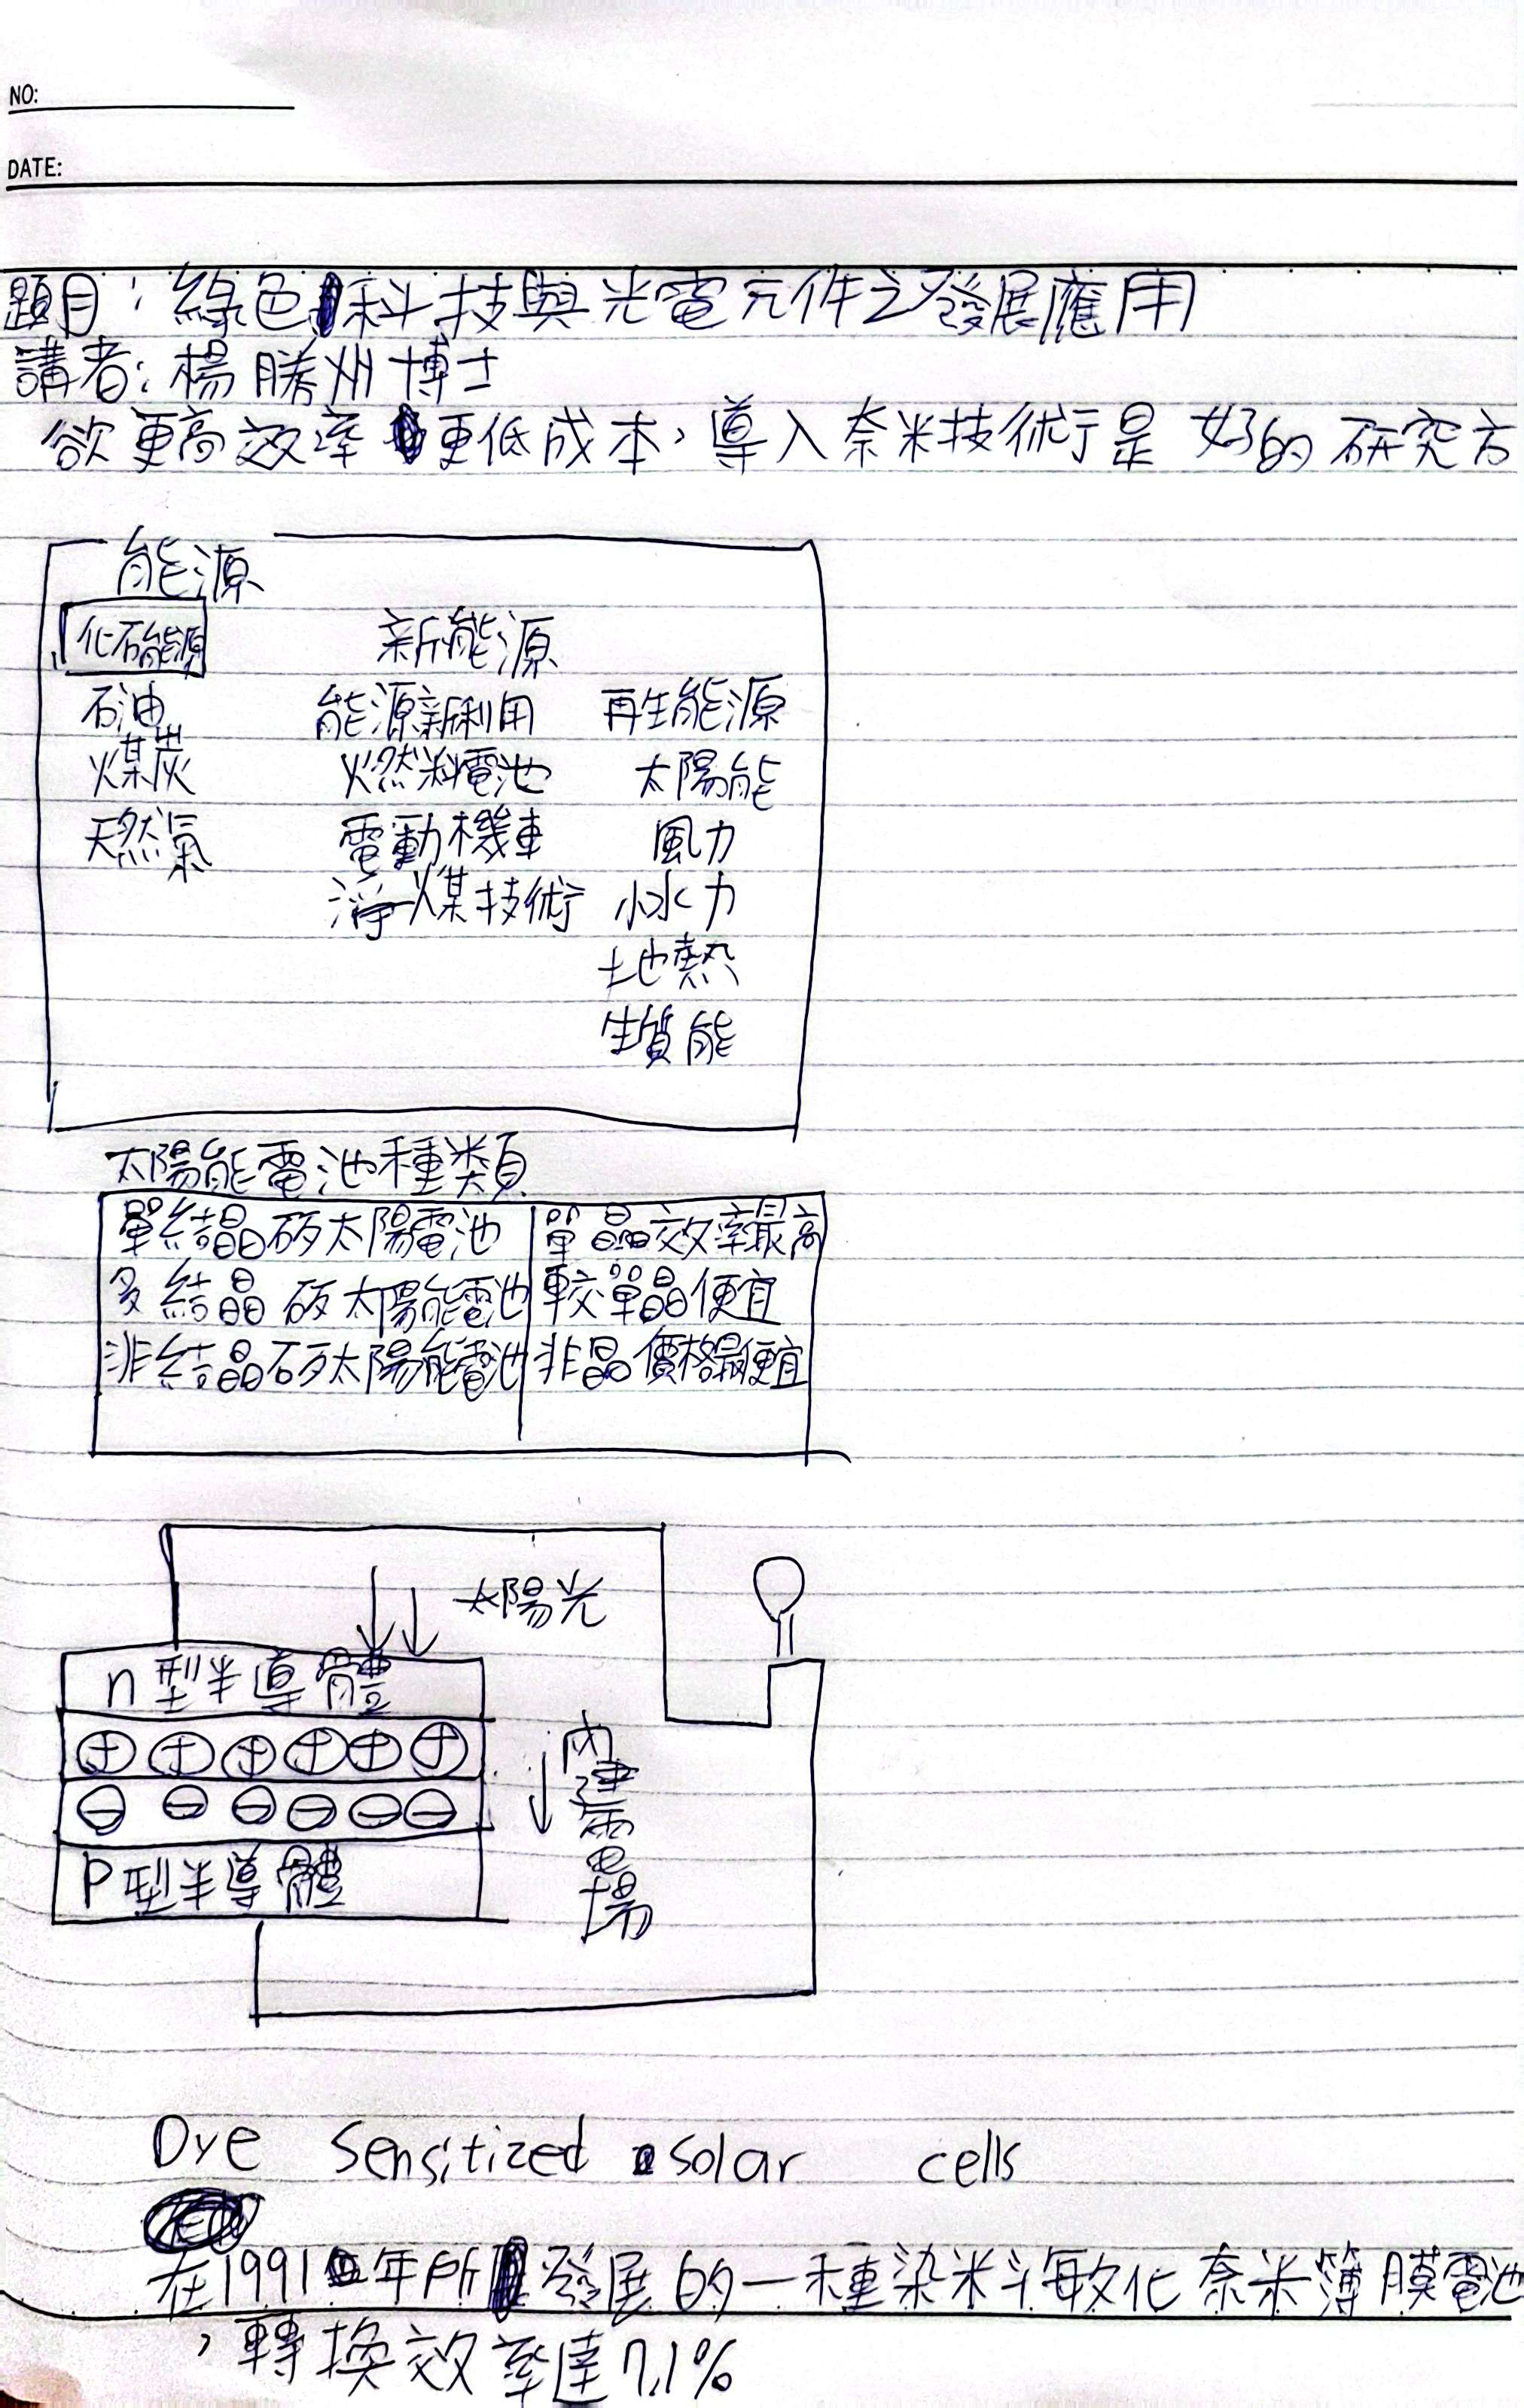 NO:
DATE:
題目：綠色科技與光電元件之發展應用
講者：楊勝州博士
欲更高效率更低成本，導入奈米技術是好的研究方
能源
化石能源 新能源
石油 能源新利用 再生能源
煤炭 燃料電池 太陽能
天然氣 電動機車 風力
淨煤技術 小水力
地熱
生質能
太陽能電池種類
單結晶矽太陽電池 單晶效率最高
多結晶矽太陽能電池 較單晶便宜
非結晶矽太陽能電池 非晶價格最便宜
太陽光
n型半導體
+ + + + + +
- - - - - -
P型半導體
內建電場
Dye Sensitized solar cells
在1991年所發展的一種染料敏化奈米簿膜電池
，轉換效率達7.1%